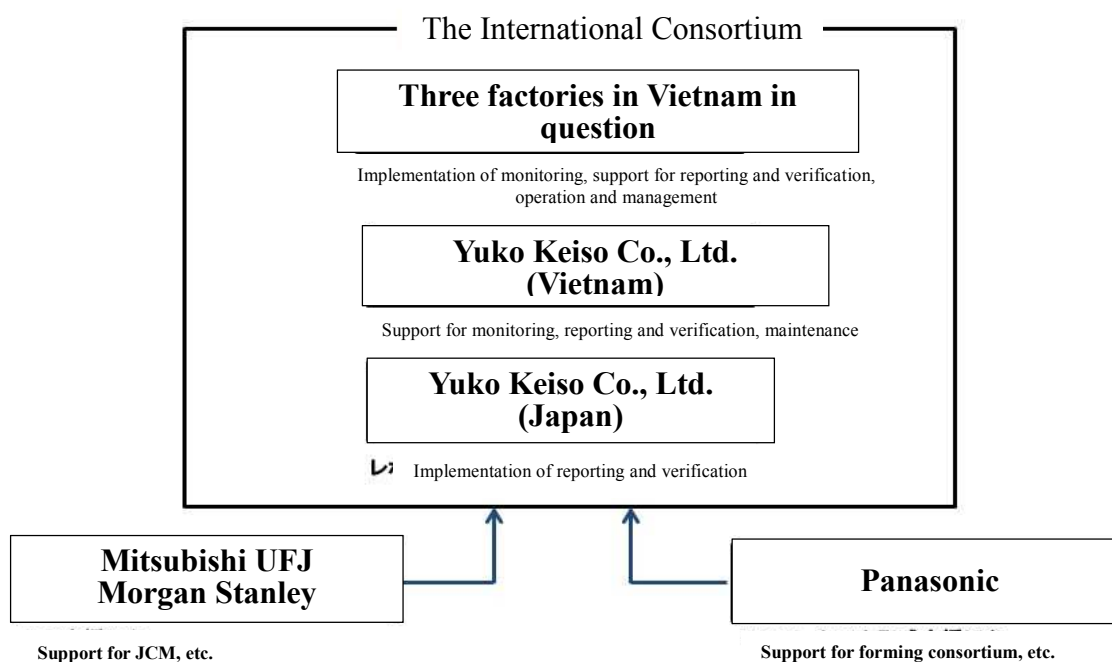 The International Consortium
Three factories in Vietnam in
question
Implementation of monitoring, support for reporting and verification,
operation and management
Yuko Keiso Co., Ltd.
(Vietnam)
Support for monitoring, reporting and verification, maintenance
Yuko Keiso Co., Ltd.
(Japan)
Implementation of reporting and verification
Mitsubishi UFJ
Morgan Stanley
Support for JCM, etc.
Panasonic
Support for forming consortium, etc.